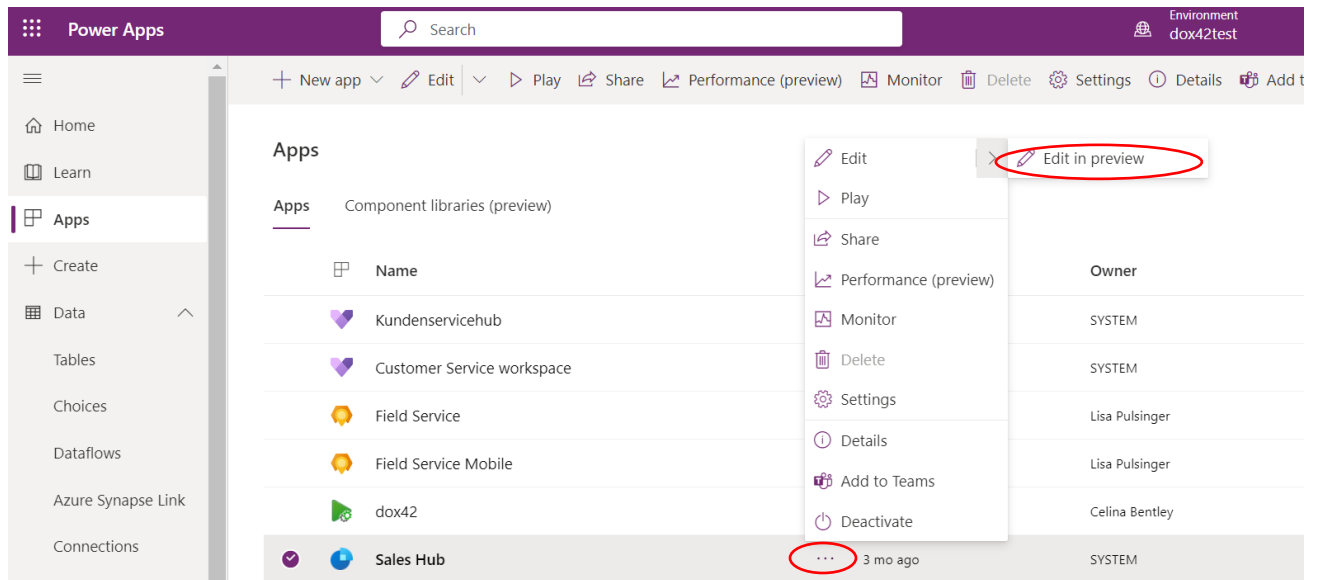 Power Apps
Search
Environment
dox42test
New app
Edit
Play
Share
Performance (preview)
Monitor
Delete
Settings
Details
Add t
Home
Learn
Apps
Create
Data
Tables
Choices
Dataflows
Azure Synapse Link
Connections
Apps
Apps
Component libraries (preview)
Name
Owner
Kundenservicehub
SYSTEM
Customer Service workspace
SYSTEM
Field Service
Lisa Pulsinger
Field Service Mobile
Lisa Pulsinger
dox42
Celina Bentley
Sales Hub
...
3 mo ago
SYSTEM
Edit
Edit in preview
Play
Share
Performance (preview)
Monitor
Delete
Settings
Details
Add to Teams
Deactivate